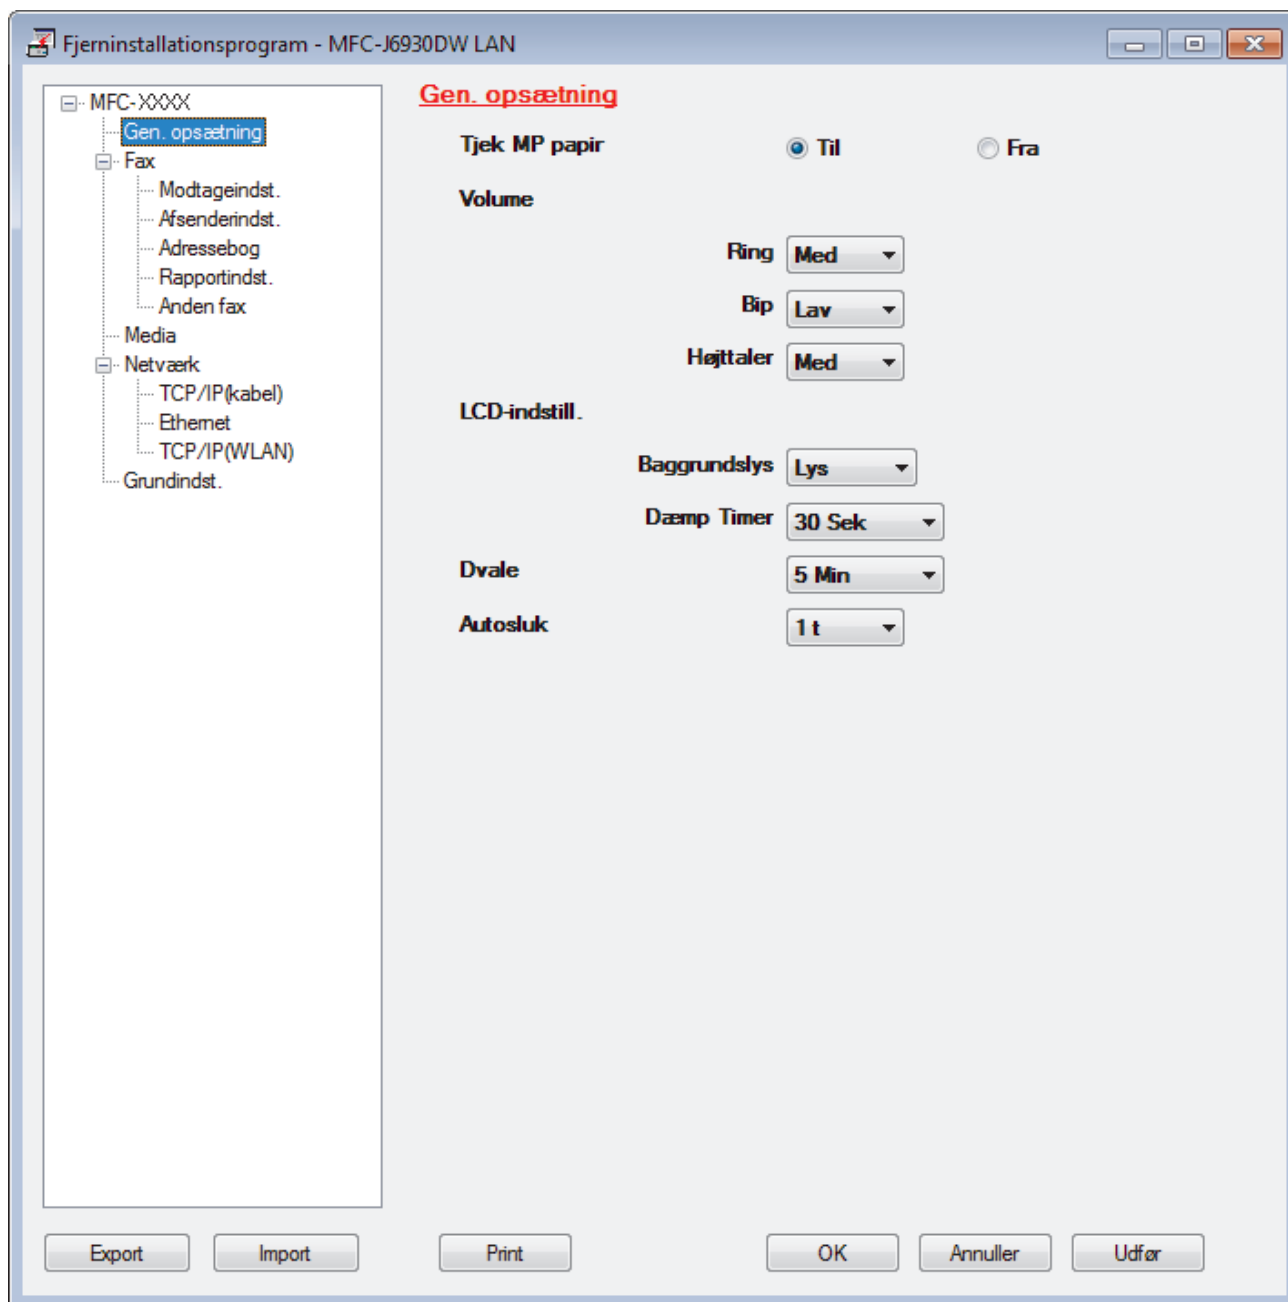 Fjerninstallationsprogram - MFC-J6930DW LAN
MFC-XXXX
Gen. opsætning
Fax
Modtageindst.
Afsenderindst.
Adressebog
Rapportindst.
Anden fax
Media
Netværk
TCP/IP(kabel)
Ethernet
TCP/IP(WLAN)
Grundindst.
Gen. opsætning
Tjek MP papir Til Fra
Volume
Ring Med
Bip Lav
Højttaler Med
LCD-indstill.
Baggrundslys Lys
Dæmp Timer 30 Sek
Dvale 5 Min
Autosluk 1 t
Export Import Print OK Annuller Udfør